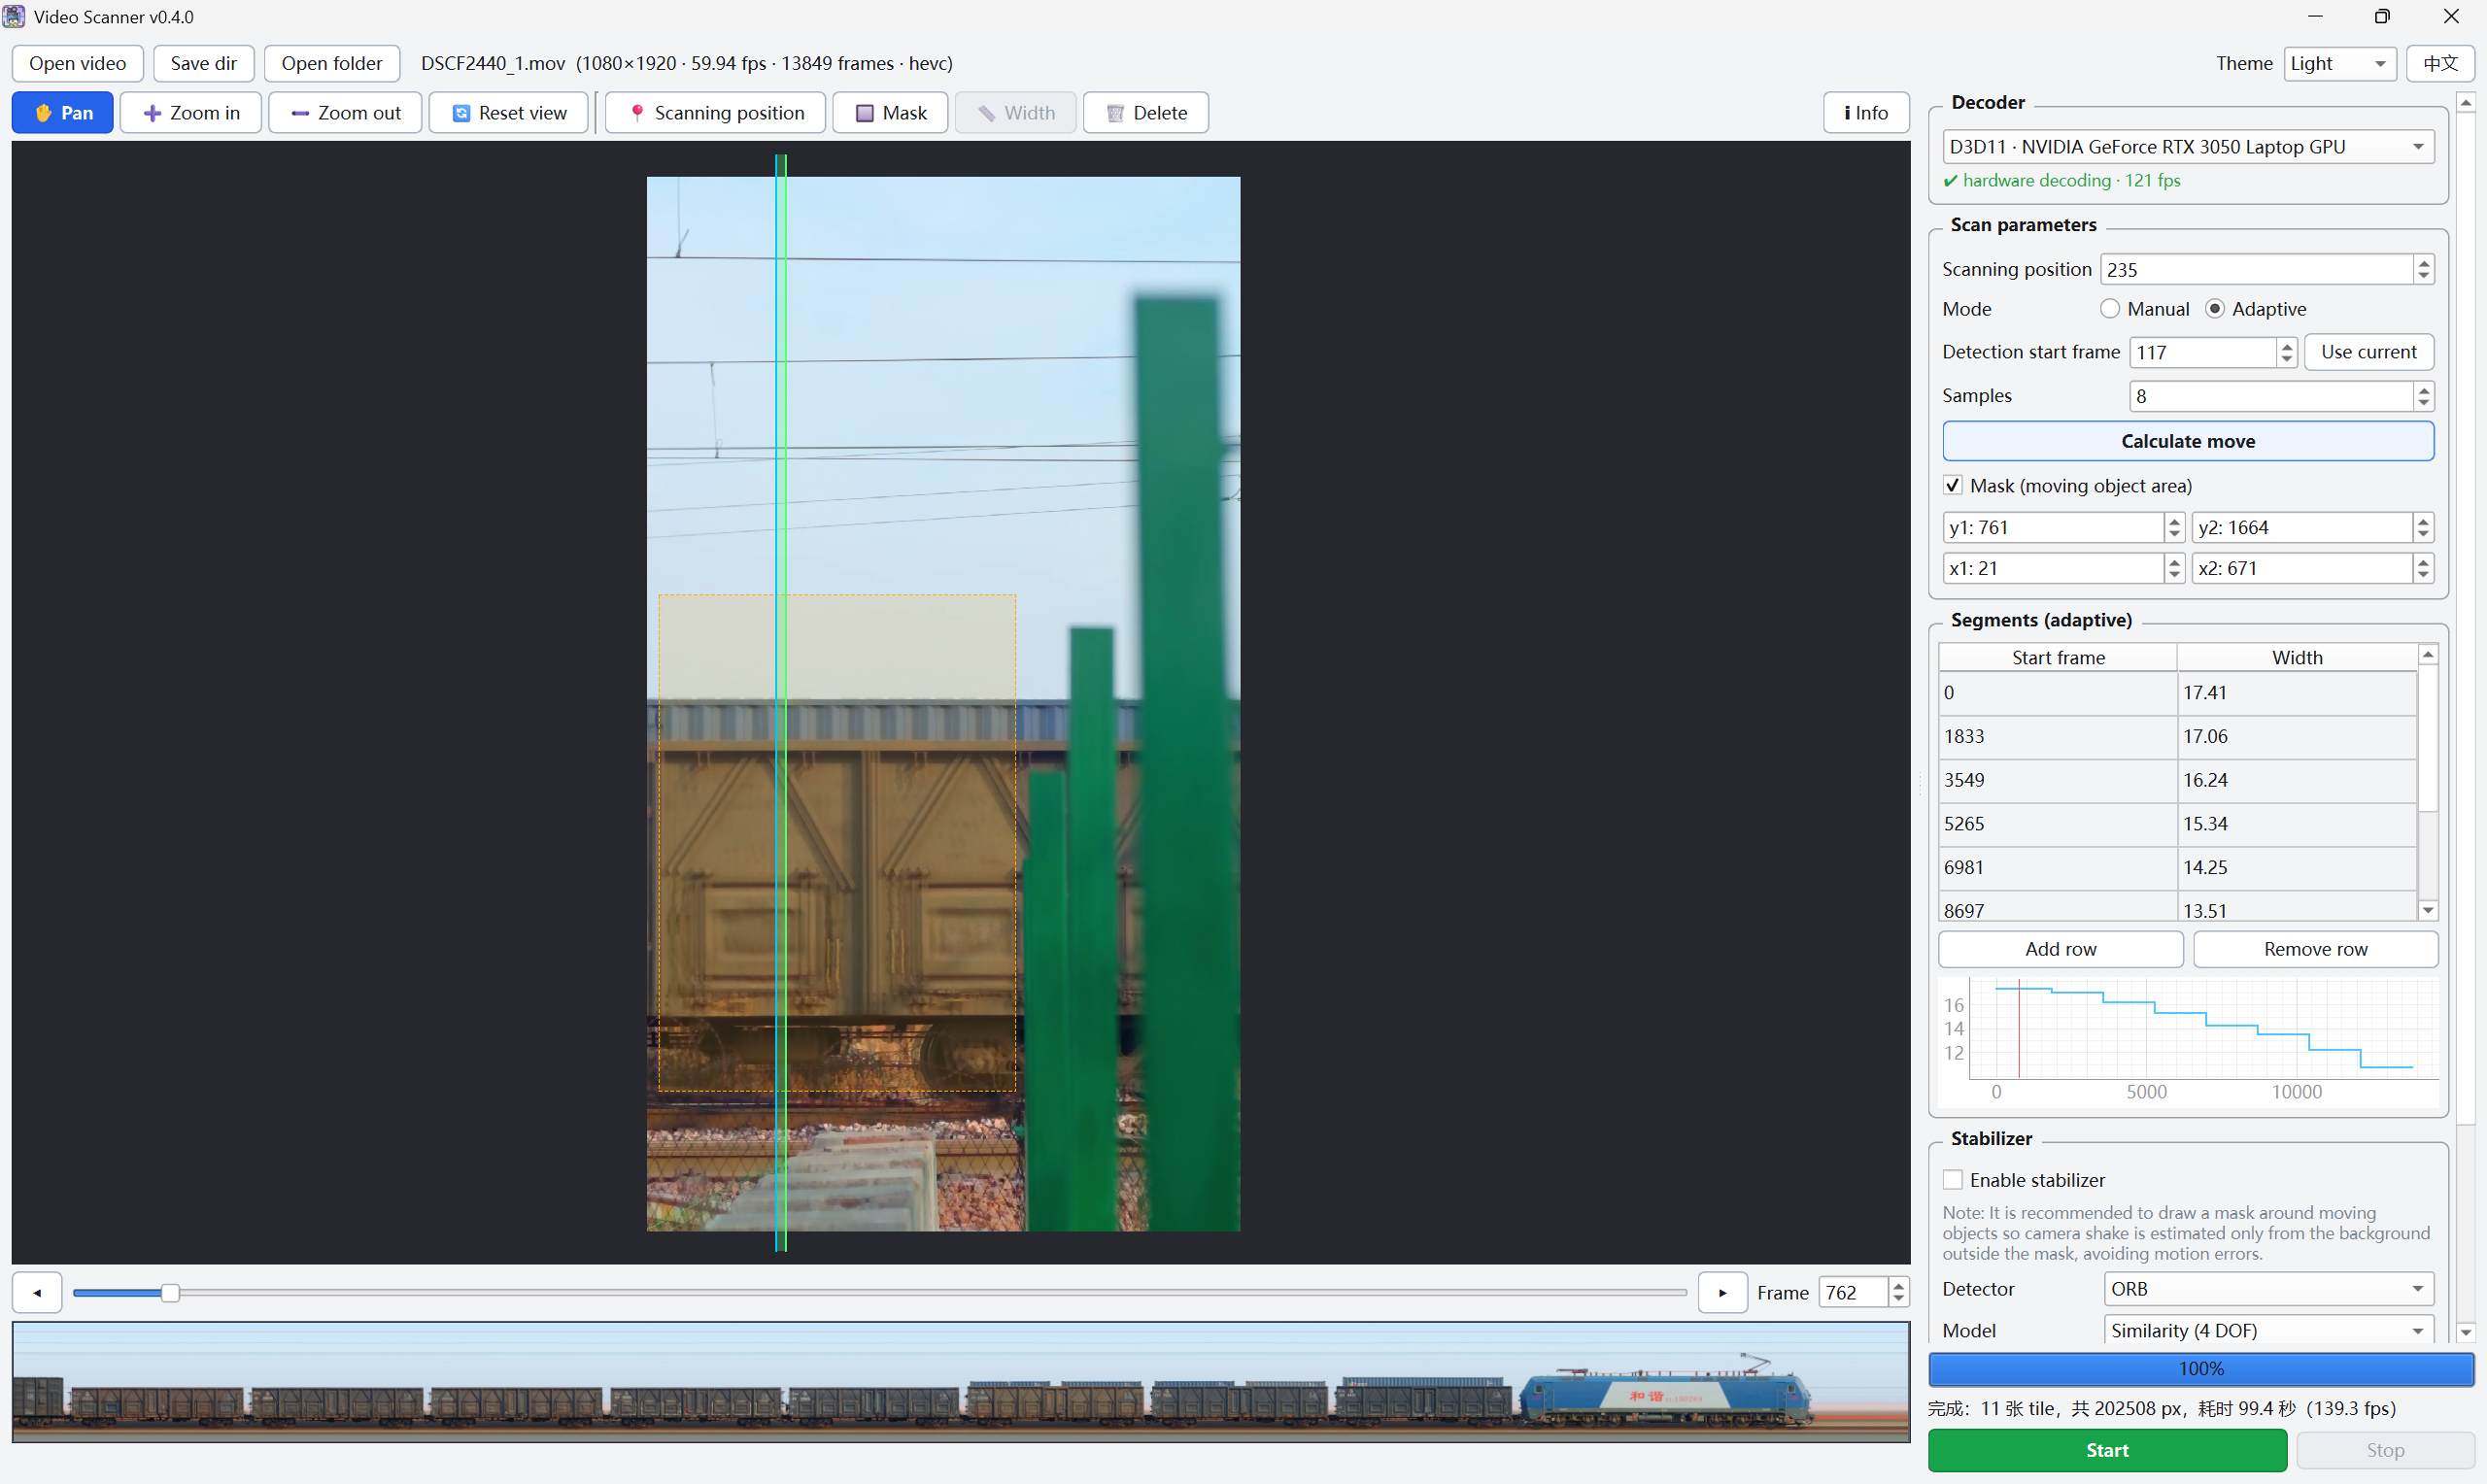 Video Scanner v0.4.0
Open video
Save dir
Open folder
DSCF2440_1.mov (1080×1920 · 59.94 fps · 13849 frames · hevc)
Theme
Light
中文
Pan
Zoom in
Zoom out
Reset view
Scanning position
Mask
Width
Delete
i Info
Decoder
D3D11 · NVIDIA GeForce RTX 3050 Laptop GPU
✔ hardware decoding · 121 fps
Scan parameters
Scanning position 235
Mode Manual Adaptive
Detection start frame 117 Use current
Samples 8
Calculate move
Mask (moving object area)
y1: 761 y2: 1664
x1: 21 x2: 671
Segments (adaptive)
Start frame Width
0 17.41
1833 17.06
3549 16.24
5265 15.34
6981 14.25
8697 13.51
Add row Remove row
16
14
12
0 5000 10000
Stabilizer
Enable stabilizer
Note: It is recommended to draw a mask around moving
objects so camera shake is estimated only from the background
outside the mask, avoiding motion errors.
Detector ORB
Model Similarity (4 DOF)
Frame 762
和谐
100%
完成：11 张 tile，共 202508 px，耗时 99.4 秒（139.3 fps）
Start
Stop